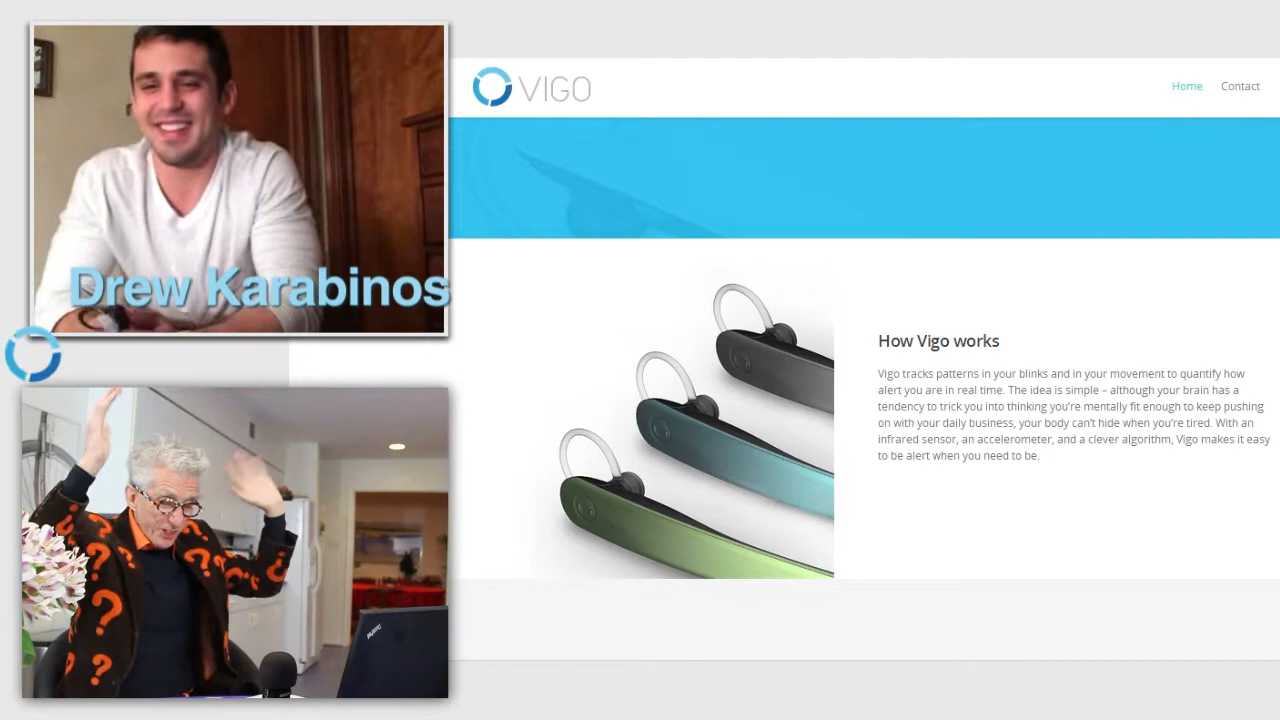 VIGO
Home
Contact
Drew Karabinos
How Vigo works
Vigo tracks patterns in your blinks and in your movement to quantify how
alert you are in real time. The idea is simple – although your brain has a
tendency to trick you into thinking you're mentally fit enough to keep pushing
on with your daily business, your body can't hide when you're tired. With an
infrared sensor, an accelerometer, and a clever algorithm, Vigo makes it easy
to be alert when you need to be.